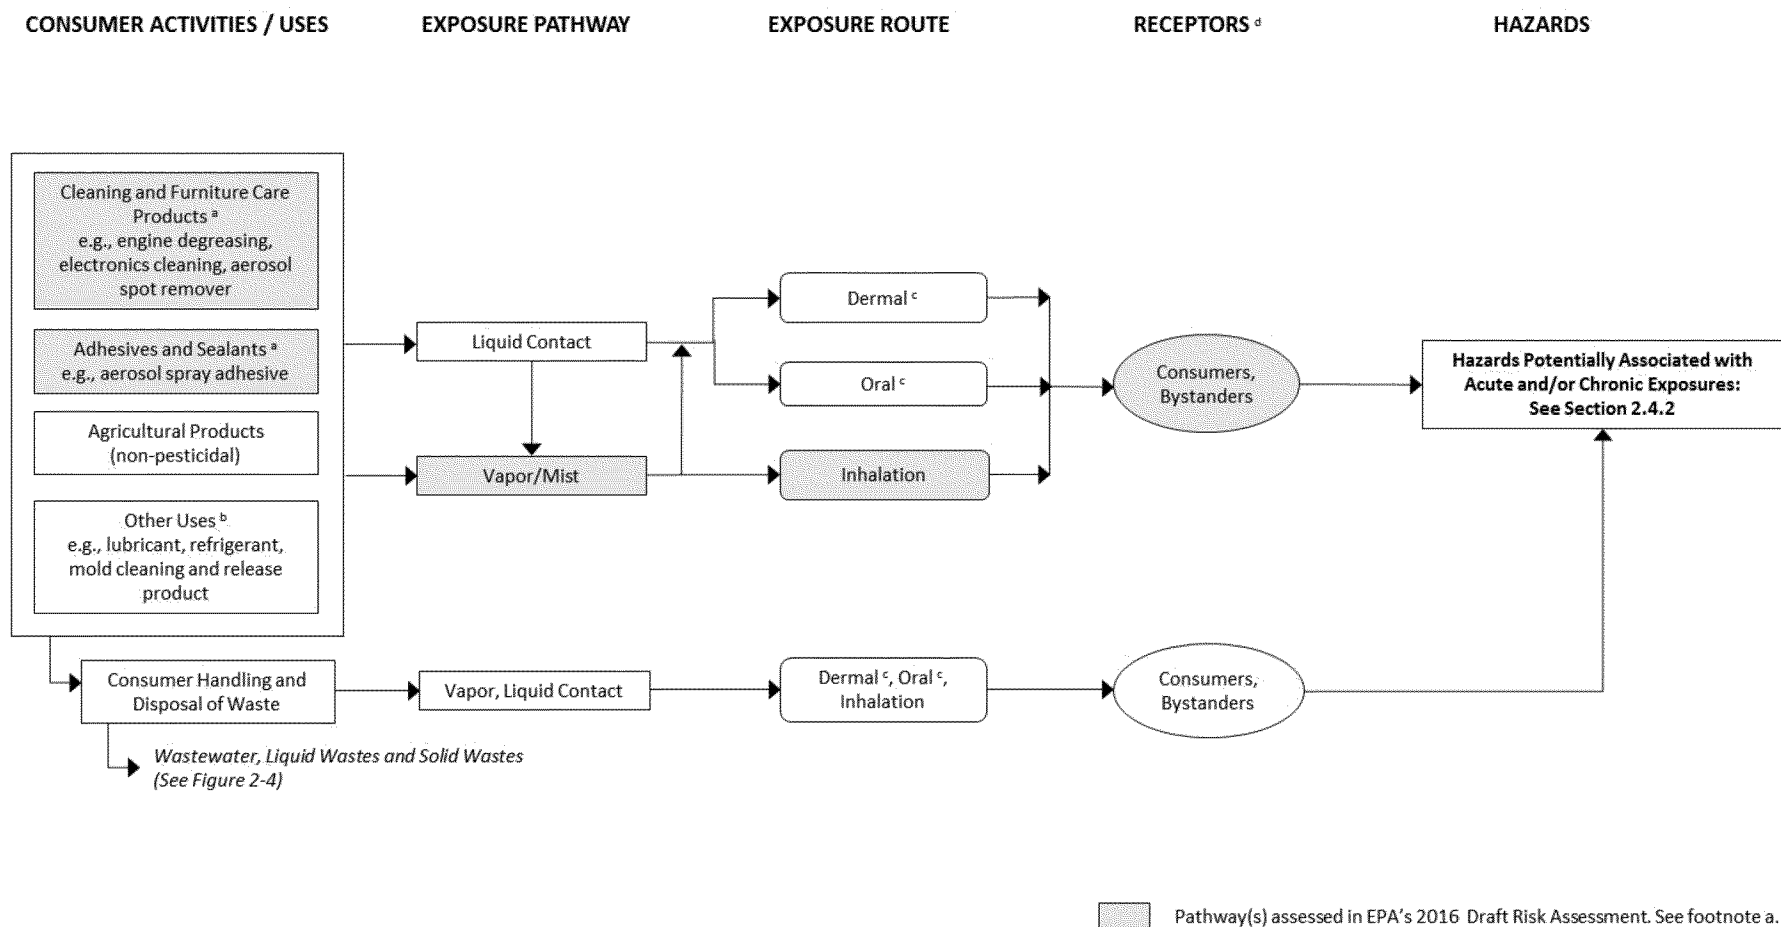 CONSUMER ACTIVITIES / USES
EXPOSURE PATHWAY
EXPOSURE ROUTE
RECEPTORS d
HAZARDS
Cleaning and Furniture Care
Products a
e.g., engine degreasing,
electronics cleaning, aerosol
spot remover
Adhesives and Sealants a
e.g., aerosol spray adhesive
Agricultural Products
(non-pesticidal)
Other Uses b
e.g., lubricant, refrigerant,
mold cleaning and release
product
Liquid Contact
Vapor/Mist
Dermal c
Oral c
Inhalation
Consumers,
Bystanders
Hazards Potentially Associated with
Acute and/or Chronic Exposures:
See Section 2.4.2
Consumer Handling and
Disposal of Waste
Vapor, Liquid Contact
Dermal c, Oral c,
Inhalation
Consumers,
Bystanders
Wastewater, Liquid Wastes and Solid Wastes
(See Figure 2-4)
Pathway(s) assessed in EPA's 2016 Draft Risk Assessment. See footnote a.